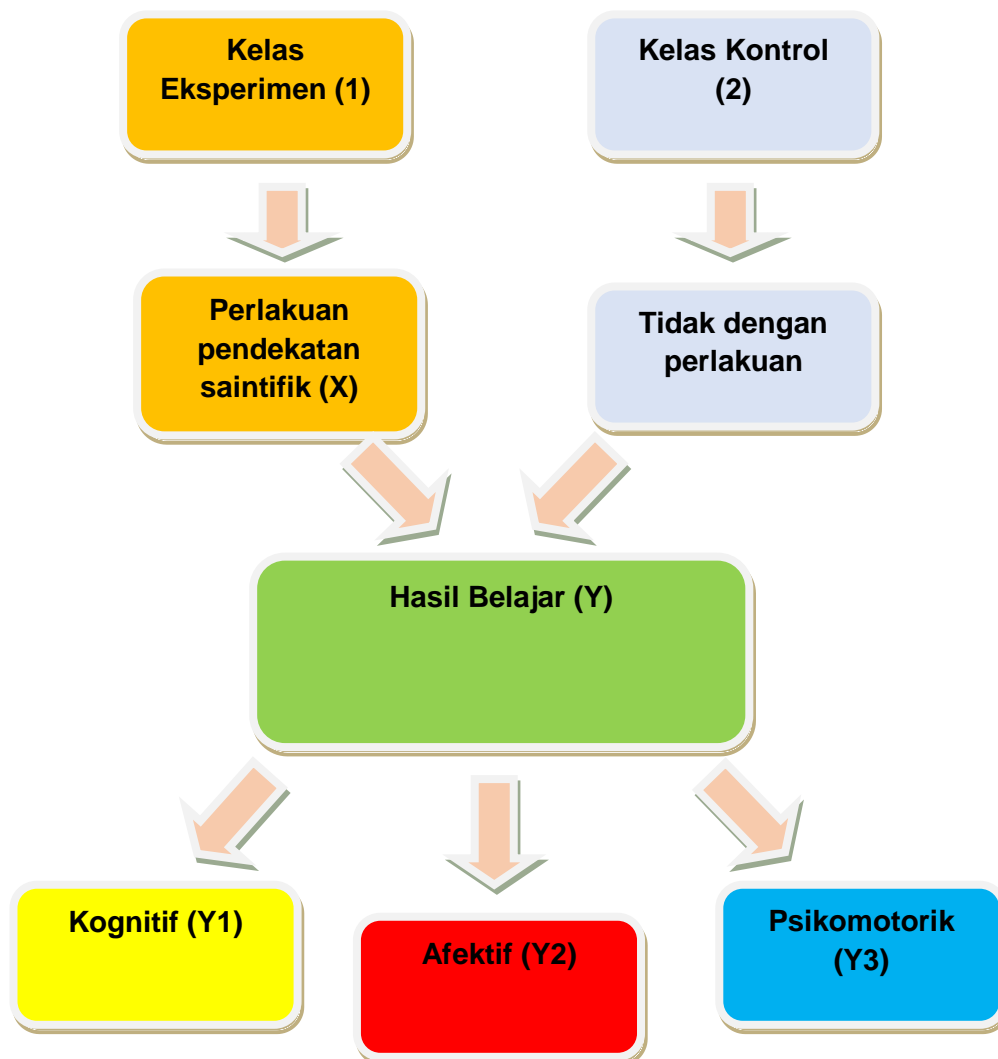 Kelas
Eksperimen (1)
Kelas Kontrol
(2)
Perlakuan
pendekatan
saintifik (X)
Tidak dengan
perlakuan
Hasil Belajar (Y)
Kognitif (Y1)
Afektif (Y2)
Psikomotorik
(Y3)